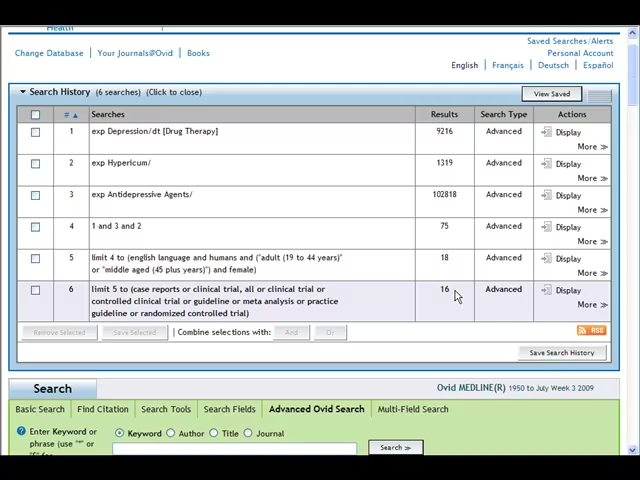 Health
Saved Searches/Alerts
Change Database | Your Journals@Ovid | Books
Personal Account
English | Français | Deutsch | Español
Search History (6 searches) (Click to close)
View Saved
# ▲ Searches Results Search Type Actions
1 exp Depression/dt [Drug Therapy] 9216 Advanced Display
More ≫
2 exp Hypericum/ 1319 Advanced Display
More ≫
3 exp Antidepressive Agents/ 102818 Advanced Display
More ≫
4 1 and 3 and 2 75 Advanced Display
More ≫
5 limit 4 to (english language and humans and ("adult (19 to 44 years)" 18 Advanced Display
or "middle aged (45 plus years") and female)
More ≫
6 limit 5 to (case reports or clinical trial, all or clinical trial or 16 Advanced Display
controlled clinical trial or guideline or meta analysis or practice
More ≫
guideline or randomized controlled trial)
Remove Selected Save Selected | Combine selections with: And Or
RSS
Save Search History
Search
Ovid MEDLINE(R) 1950 to July Week 3 2009
Basic Search | Find Citation | Search Tools | Search Fields | Advanced Ovid Search | Multi-Field Search
Enter Keyword or Keyword Author Title Journal
phrase (use "*" or
Search ≫